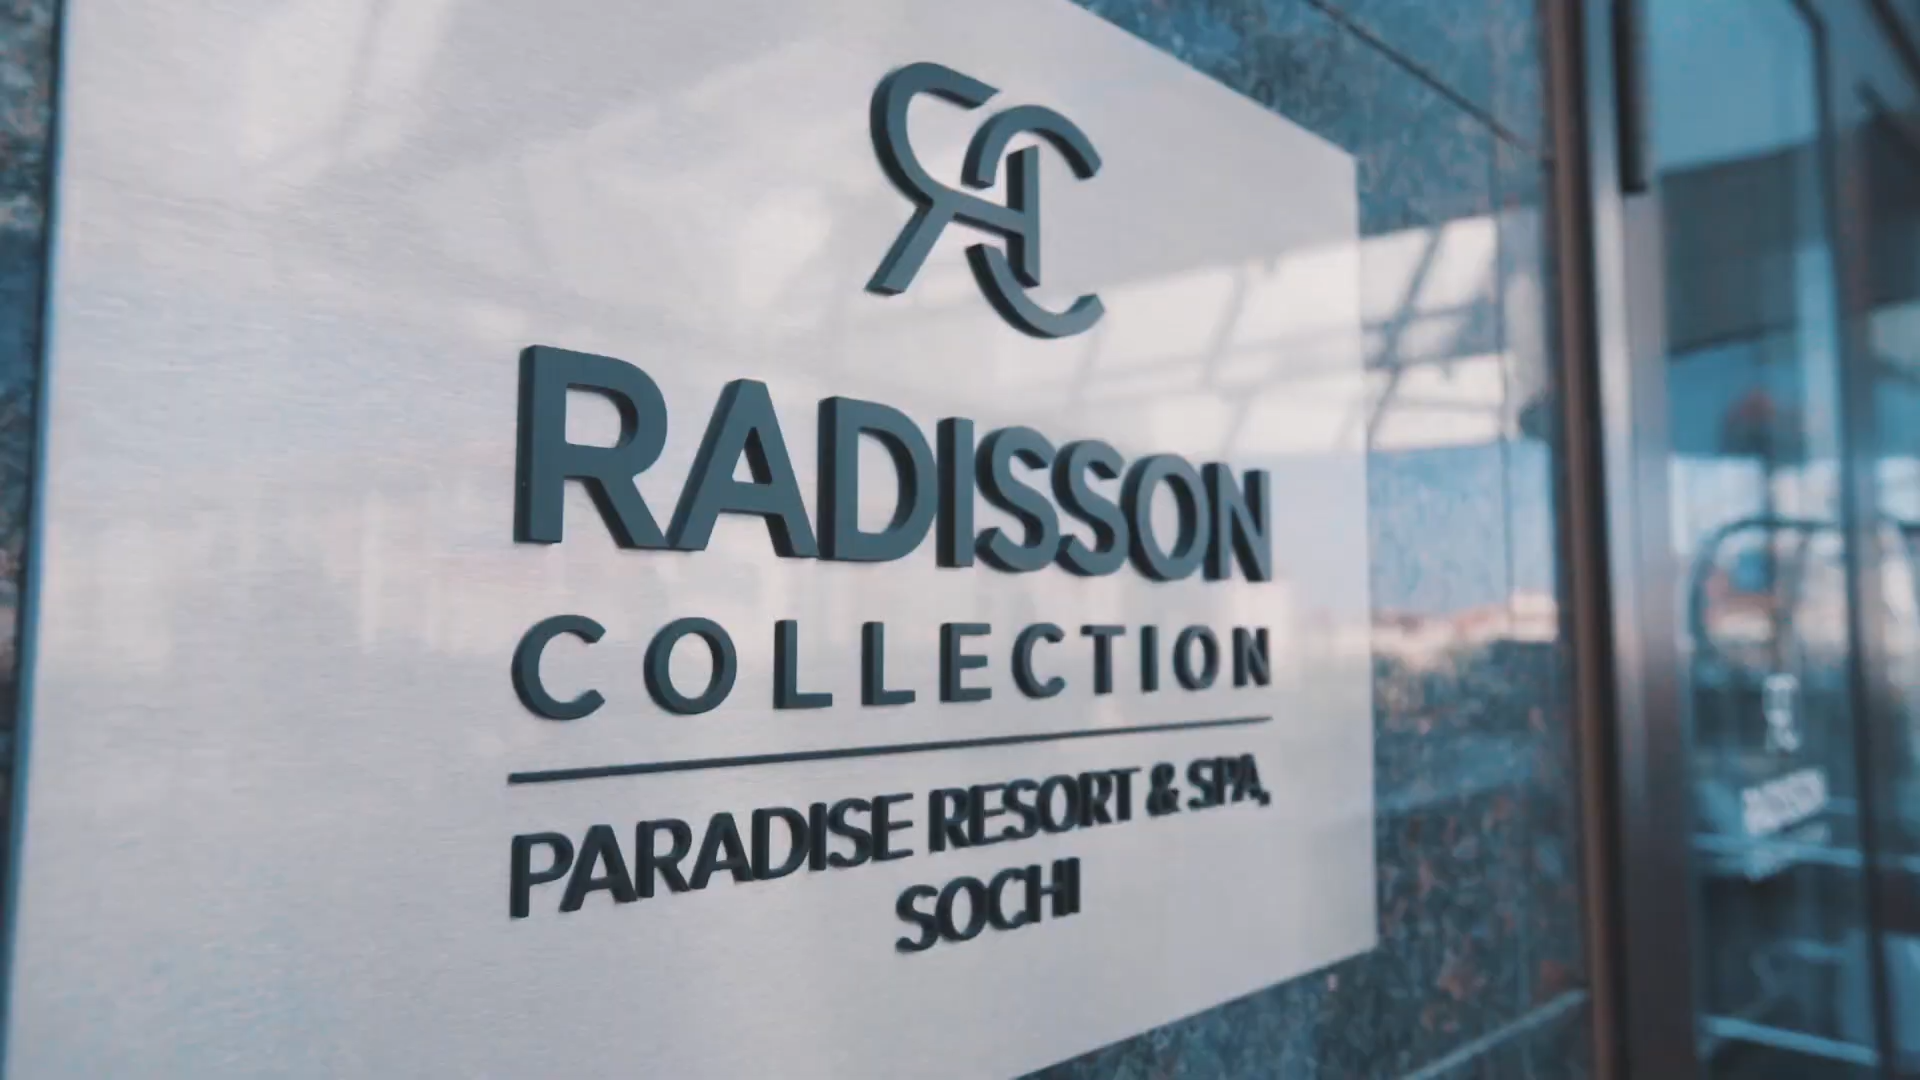 RC
RADISSON
COLLECTION
PARADISE RESORT & SPA,
SOCHI